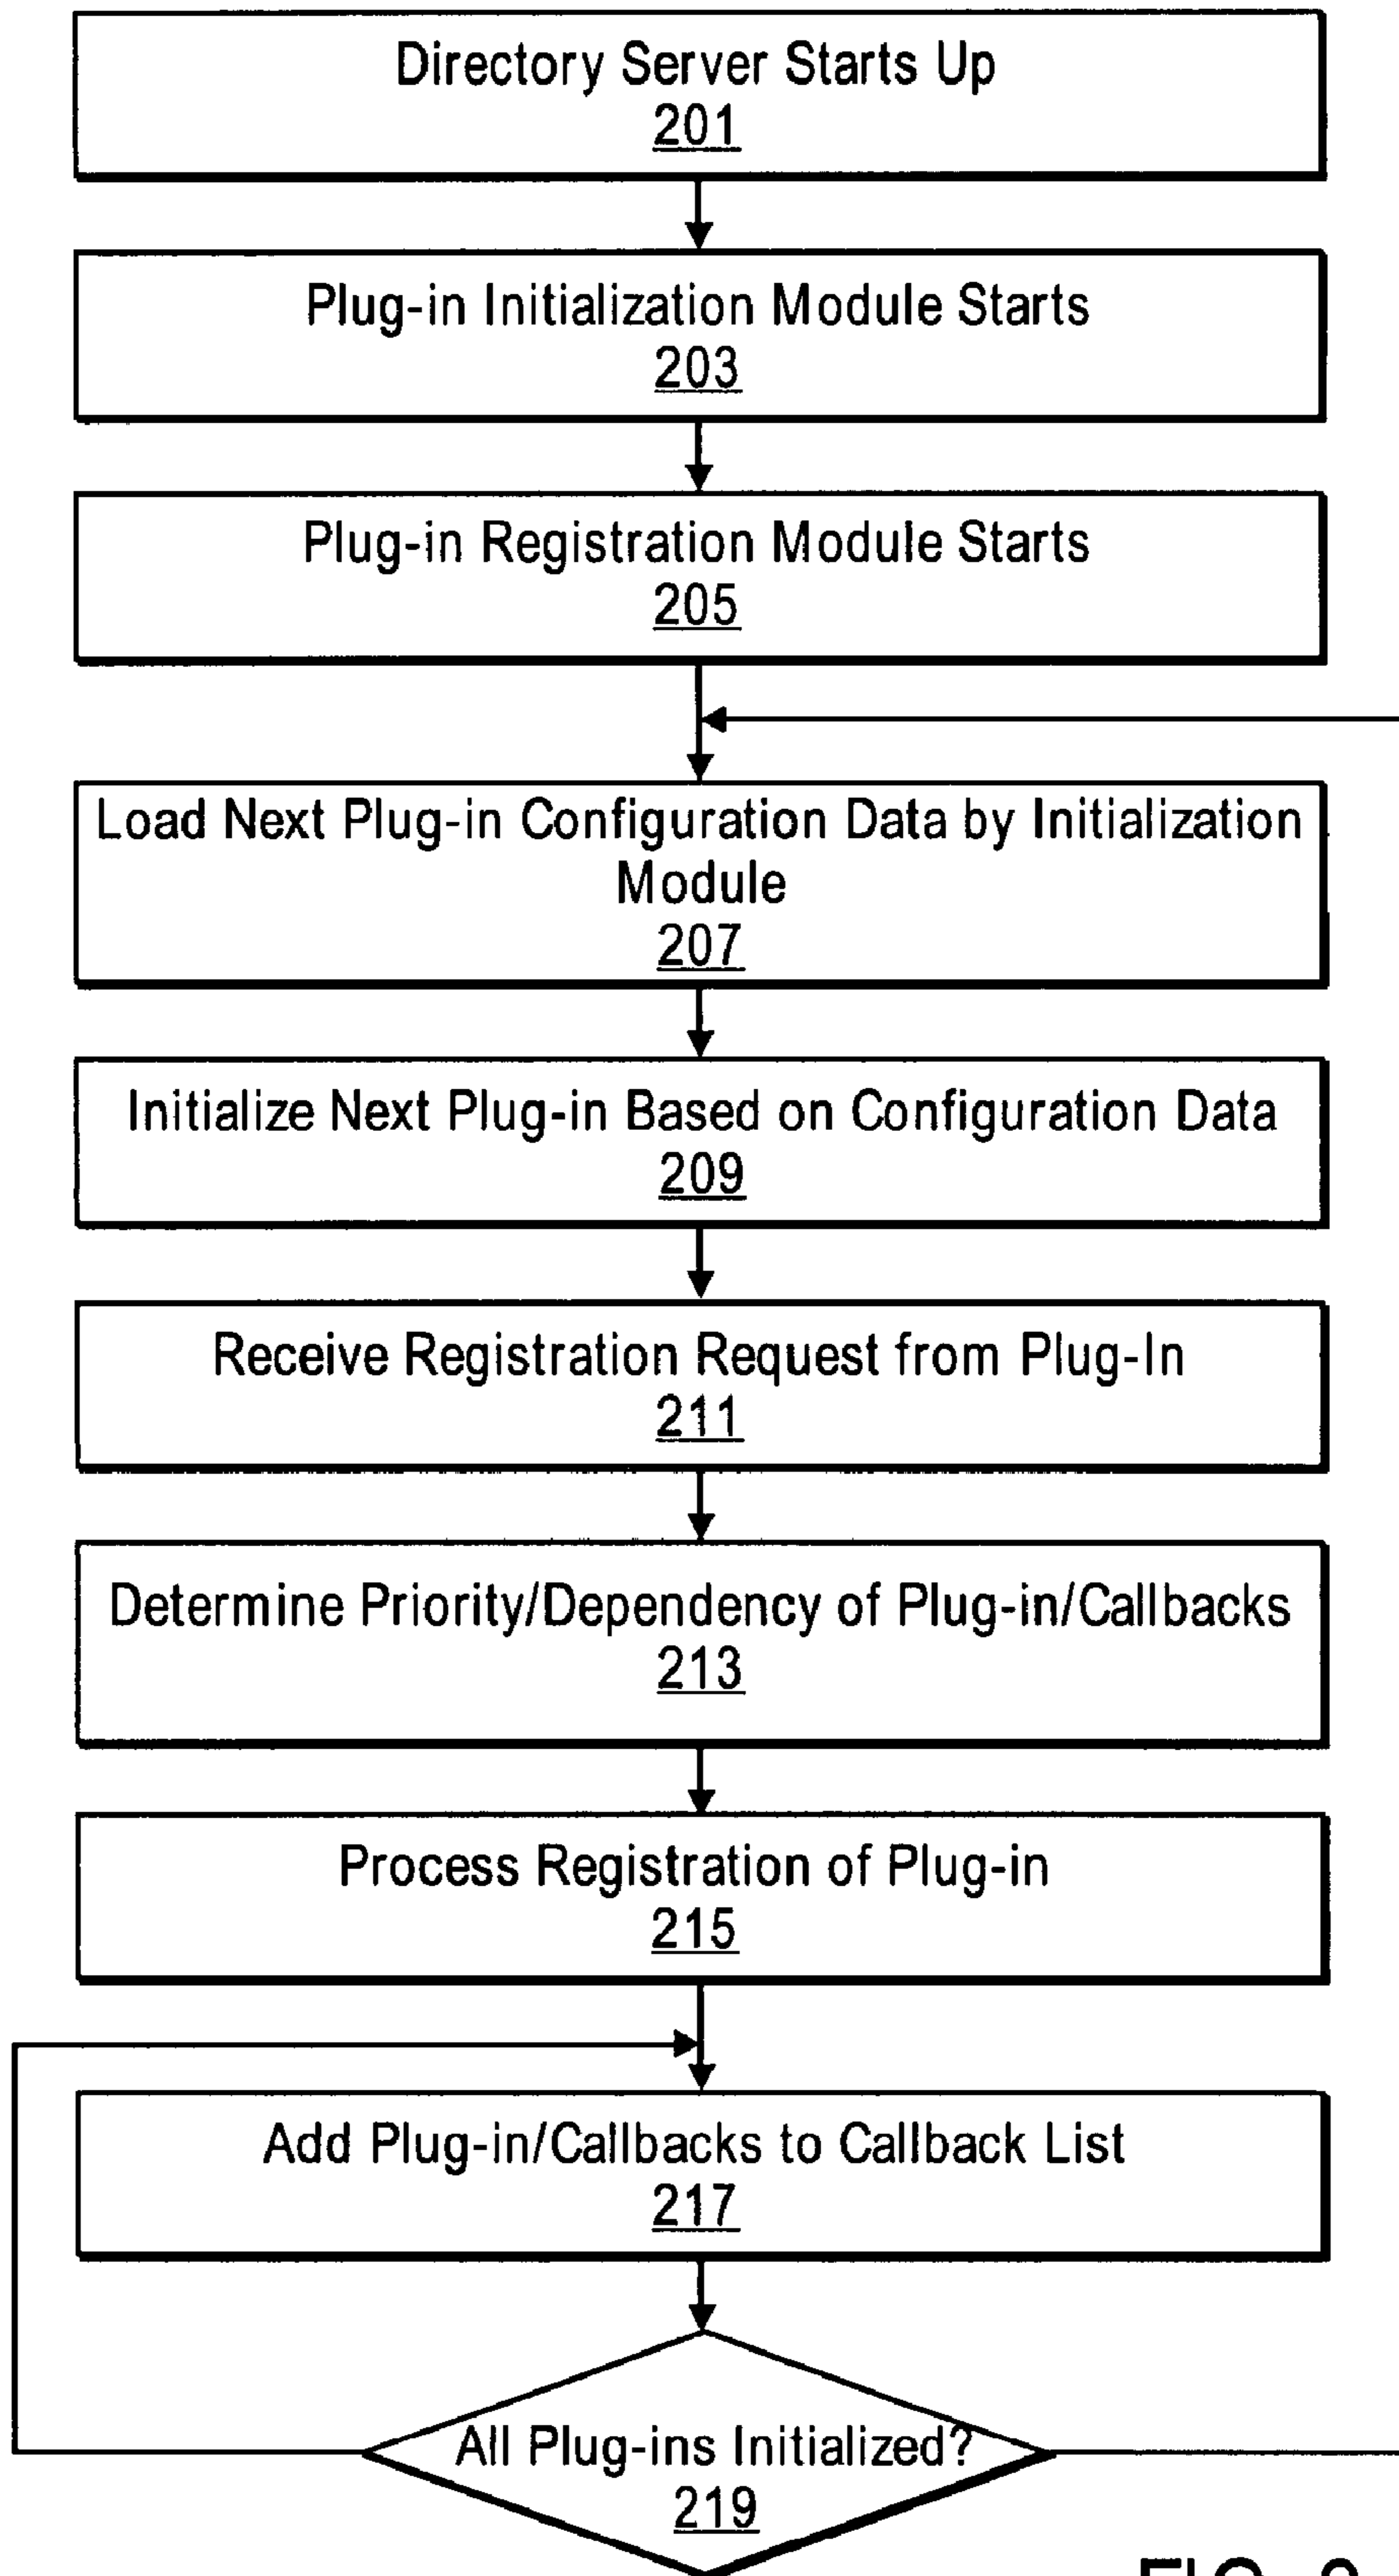 Directory Server Starts Up
201
Plug-in Initialization Module Starts
203
Plug-in Registration Module Starts
205
Load Next Plug-in Configuration Data by Initialization
Module
207
Initialize Next Plug-in Based on Configuration Data
209
Receive Registration Request from Plug-In
211
Determine Priority/Dependency of Plug-in/Callbacks
213
Process Registration of Plug-in
215
Add Plug-in/Callbacks to Callback List
217
All Plug-ins Initialized?
219